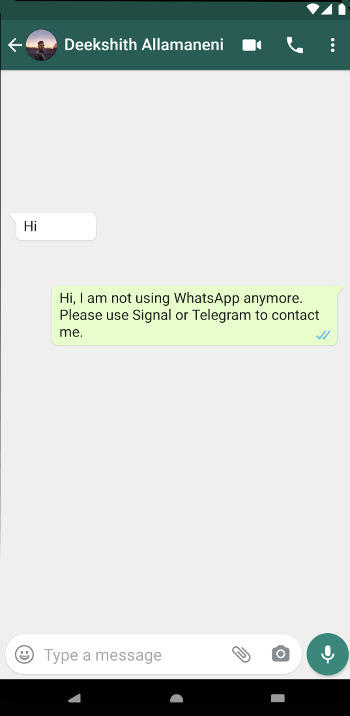 Deekshith Allamaneni
Hi
Hi, I am not using WhatsApp anymore.
Please use Signal or Telegram to contact
me.
Type a message